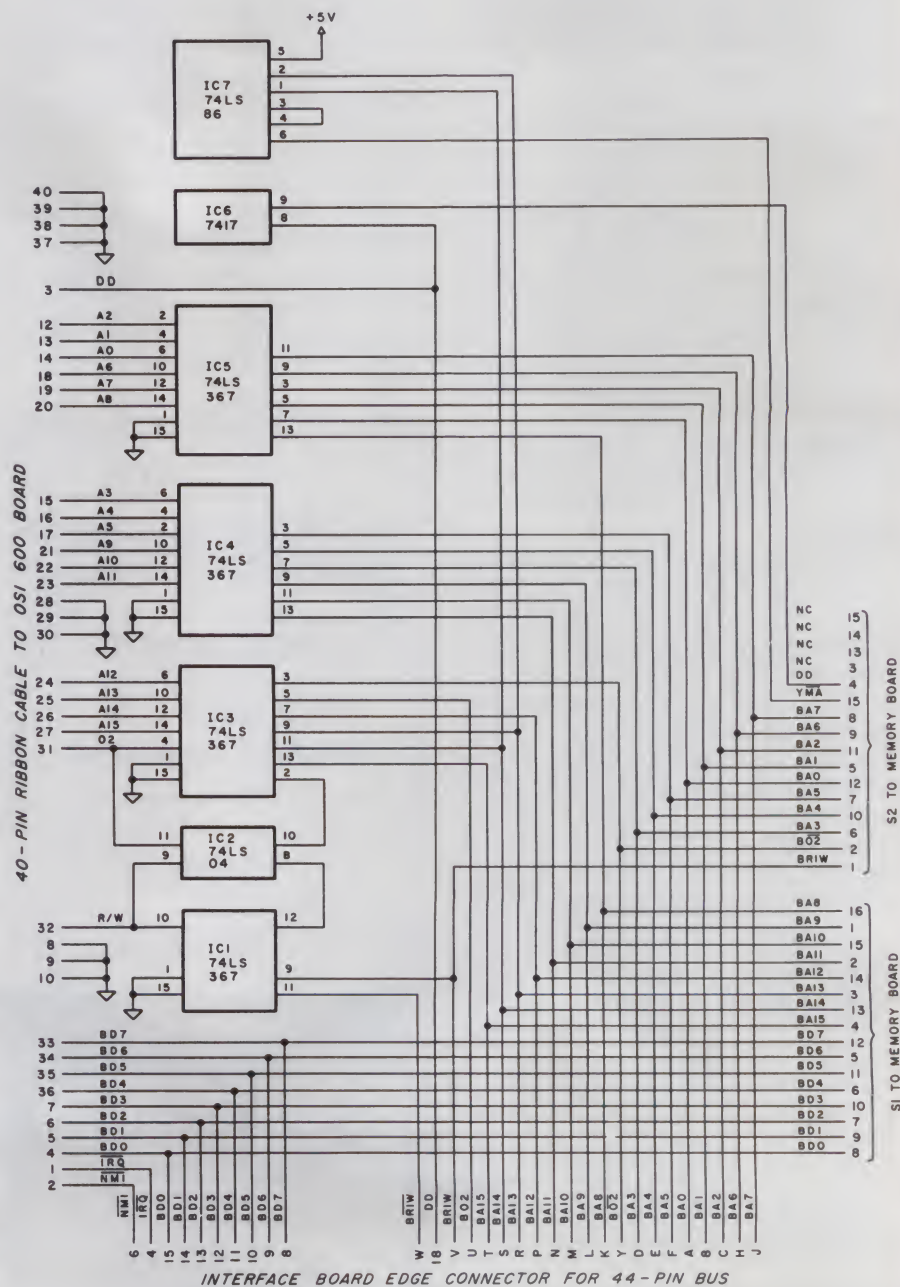 +5V
5
IC7
74LS
86
2
1
3
4
6
40
39
38
37
IC6
7417
9
8
3 DD
12 A2 2
13 A1 4
14 A0 6
18 A6 10
19 A7 12
20 A8 14
1
15
IC5
74LS
367
11
9
3
5
7
13
15 A3 6
16 A4 4
17 A5 2
21 A9 10
22 A10 12
23 A11 14
28 1
29 15
30
IC4
74LS
367
3
5
7
9
11
13
24 A12 6
25 A13 10
26 A14 12
27 A15 14
31 02 4
1
15
IC3
74LS
367
3
5
7
9
11
13
2
11
9
IC2
74LS
04
10
8
32 R/W 10
8
9 1
10 15
IC1
74LS
367
12
9
11
33 BD7
34 BD6
35 BD5
36 BD4
7 BD3
6 BD2
5 BD1
4 BD0
1 IRQ
2 NMI
40-PIN RIBBON CABLE TO OSI 600 BOARD
NC 15
NC 14
NC 13
NC 3
DD 4
YMA 15
BA7 8
BA6 9
BA2 11
BA1 5
BA0 12
BA5 7
BA4 10
BA3 6
B02 2
BRIW 1
S2 TO MEMORY BOARD
BA8 16
BA9 1
BA10 15
BA11 2
BA12 14
BA13 3
BA14 13
BA15 4
BD7 12
BD6 5
BD5 11
BD4 6
BD3 10
BD2 7
BD1 9
BD0 8
S1 TO MEMORY BOARD
NMI 6
IRQ 4
BD0 15
BD1 14
BD2 13
BD3 12
BD4 11
BD5 10
BD6 9
BD7 8
BRIW W
DD 18
BRIW V
B02 U
BA15 T
BA14 S
BA13 R
BA12 P
BA11 N
BA10 M
BA9 L
BA8 K
B02 Y
BA3 D
BA4 E
BA5 F
BA0 A
BA1 B
BA2 C
BA6 H
BA7 J
INTERFACE BOARD EDGE CONNECTOR FOR 44-PIN BUS